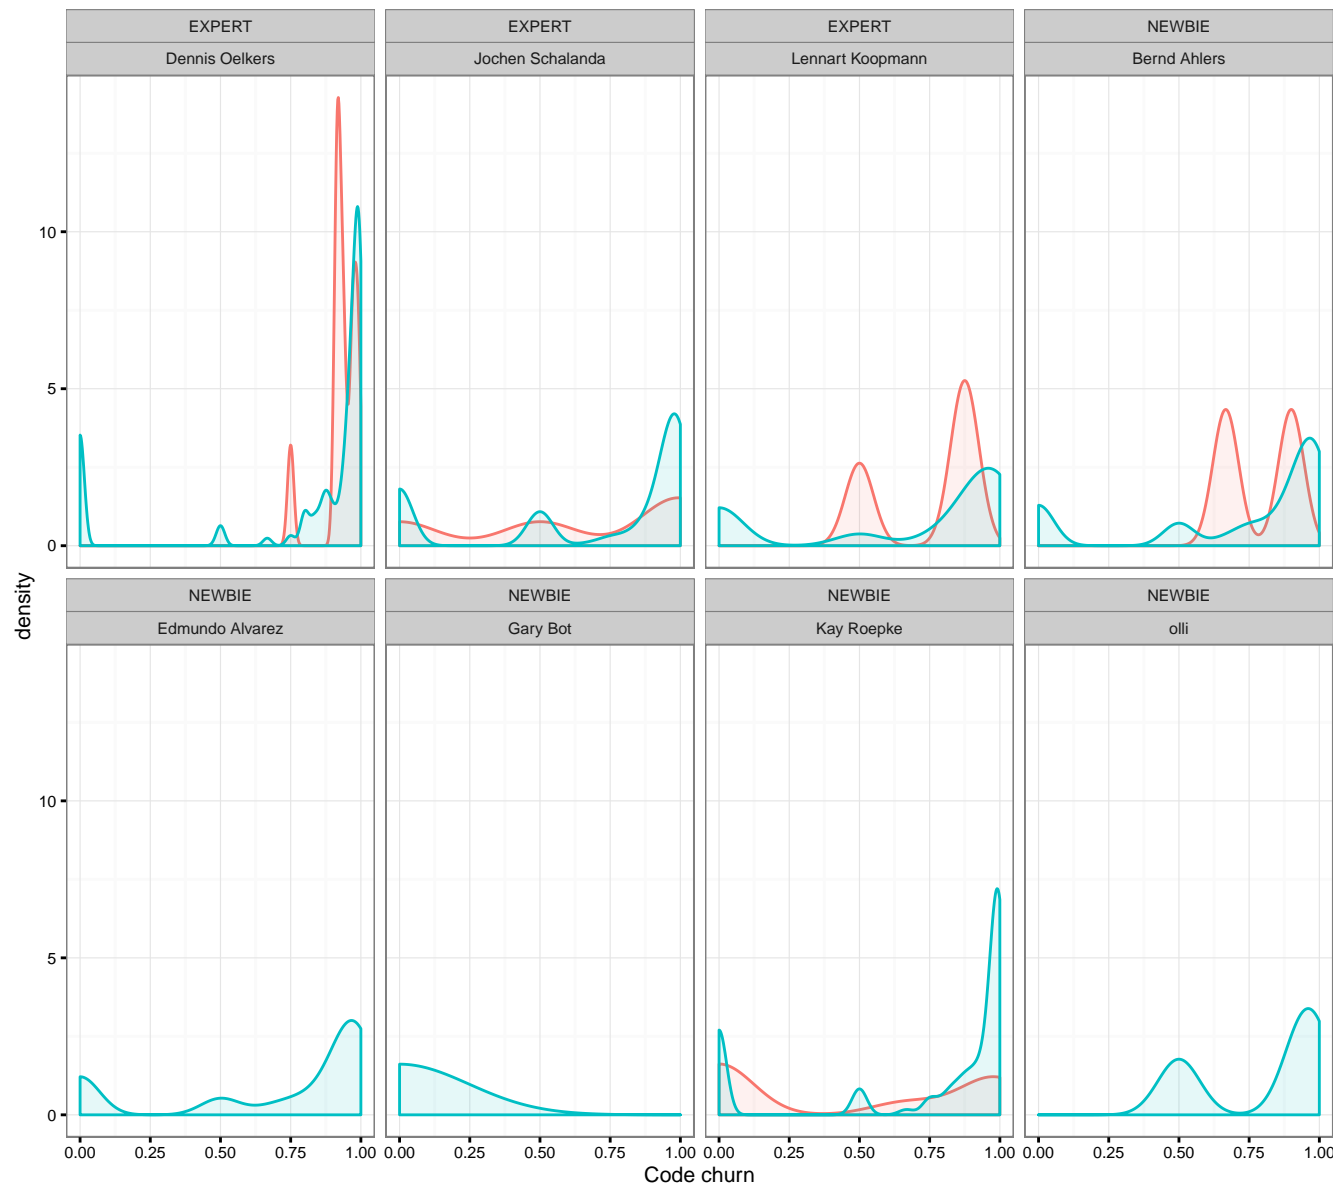 EXPERT EXPERT EXPERT NEWBIE
Dennis Oelkers Jochen Schalanda Lennart Koopmann Bernd Ahlers
10
5
0
density
NEWBIE NEWBIE NEWBIE NEWBIE
Edmundo Alvarez Gary Bot Kay Roepke olli
10
5
0
0.00 0.25 0.50 0.75 1.00 0.00 0.25 0.50 0.75 1.00 0.00 0.25 0.50 0.75 1.00 0.00 0.25 0.50 0.75 1.00
Code churn